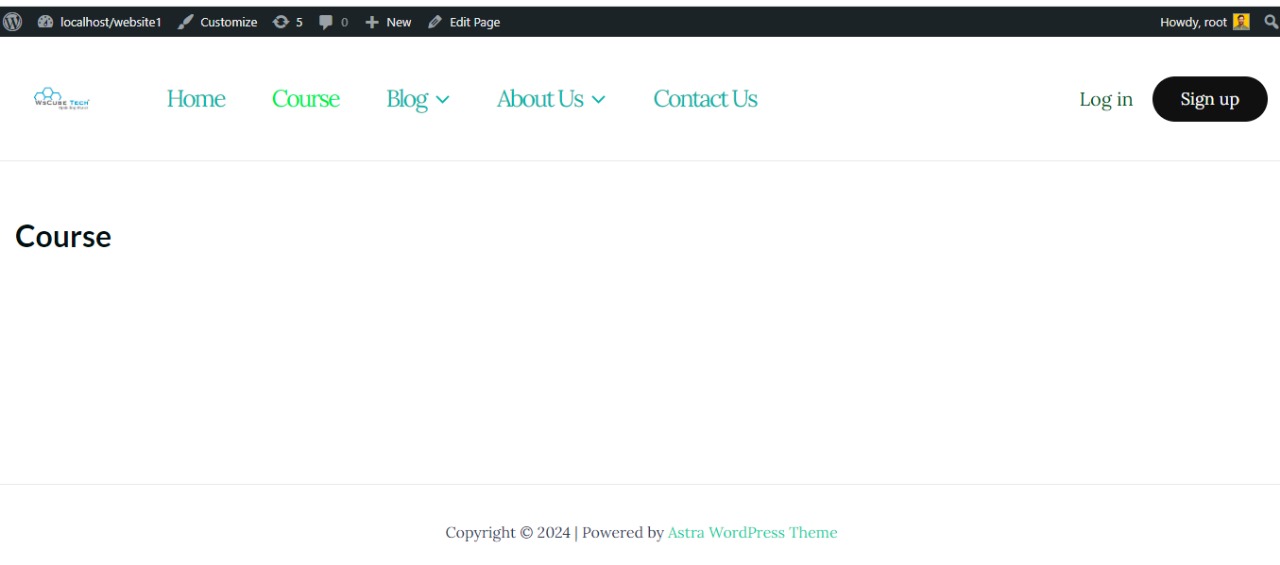 localhost/website1 Customize 5 0 New Edit Page Howdy, root
WsCube Tech
Home Course Blog About Us Contact Us Log in Sign up
Course
Copyright © 2024 | Powered by Astra WordPress Theme